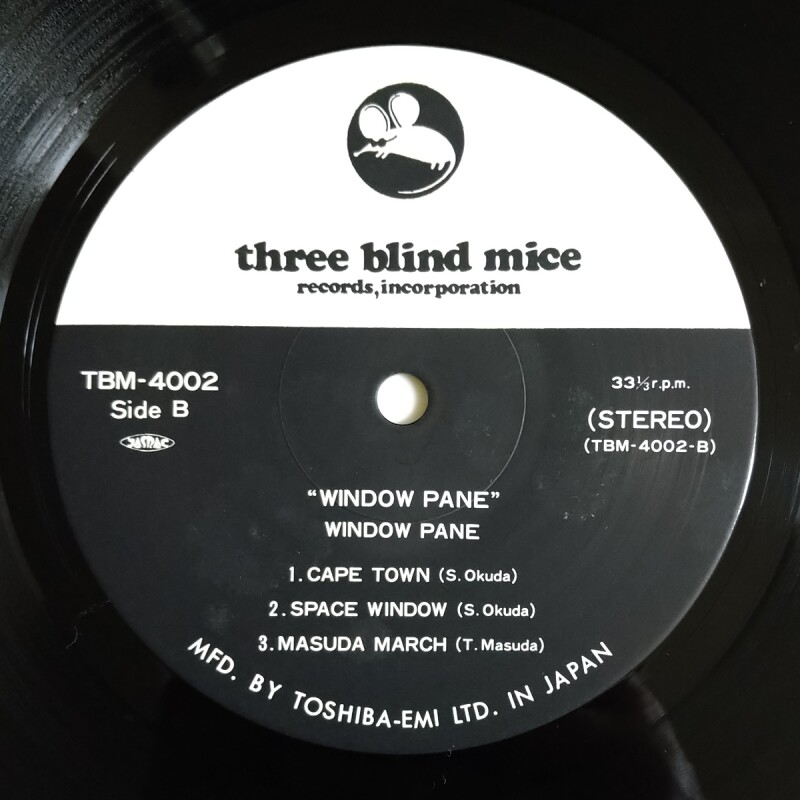 three blind mice
records, incorporation
TBM-4002
Side B
JASRAC
33⅓ r.p.m.
(STEREO)
(TBM-4002-B)
“WINDOW PANE”
WINDOW PANE
1. CAPE TOWN (S. Okuda)
2. SPACE WINDOW (S. Okuda)
3. MASUDA MARCH (T. Masuda)
MFD. BY TOSHIBA-EMI LTD. IN JAPAN